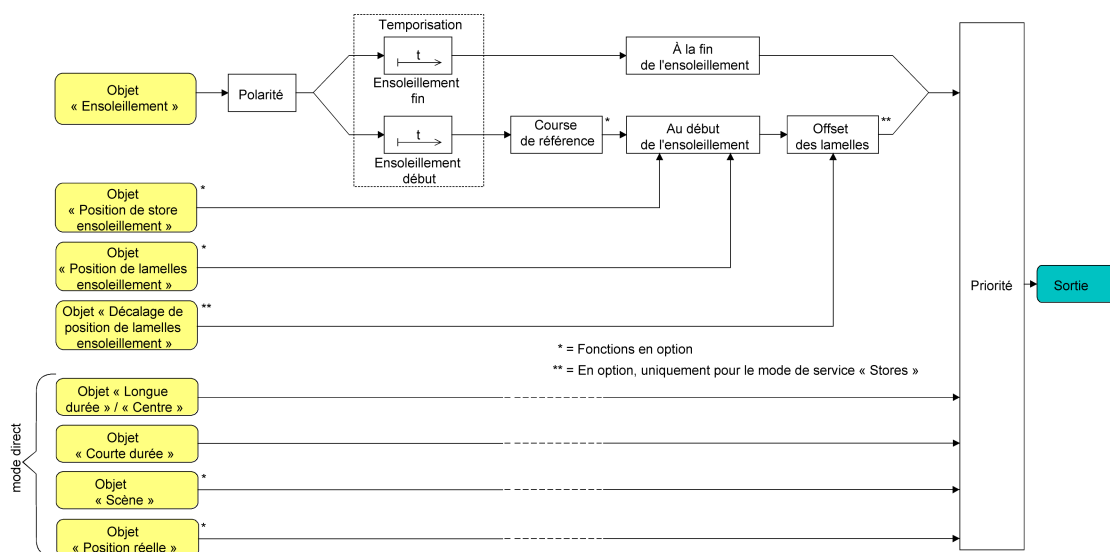 Temporisation
t
Ensoleillement
fin
À la fin
de l'ensoleillement
Objet
« Ensoleillement »
Polarité
t
Ensoleillement
début
Course
de référence
*
Au début
de l'ensoleillement
Offset
des lamelles
**
Objet
« Position de store
ensoleillement »
*
Objet
« Position de lamelles
ensoleillement »
*
Objet « Décalage de
position de lamelles
ensoleillement »
**
Priorité
Sortie
* = Fonctions en option
** = En option, uniquement pour le mode de service « Stores »
mode direct
Objet « Longue
durée » / « Centre »
Objet
« Courte durée »
Objet
« Scène »
*
Objet
« Position réelle »
*